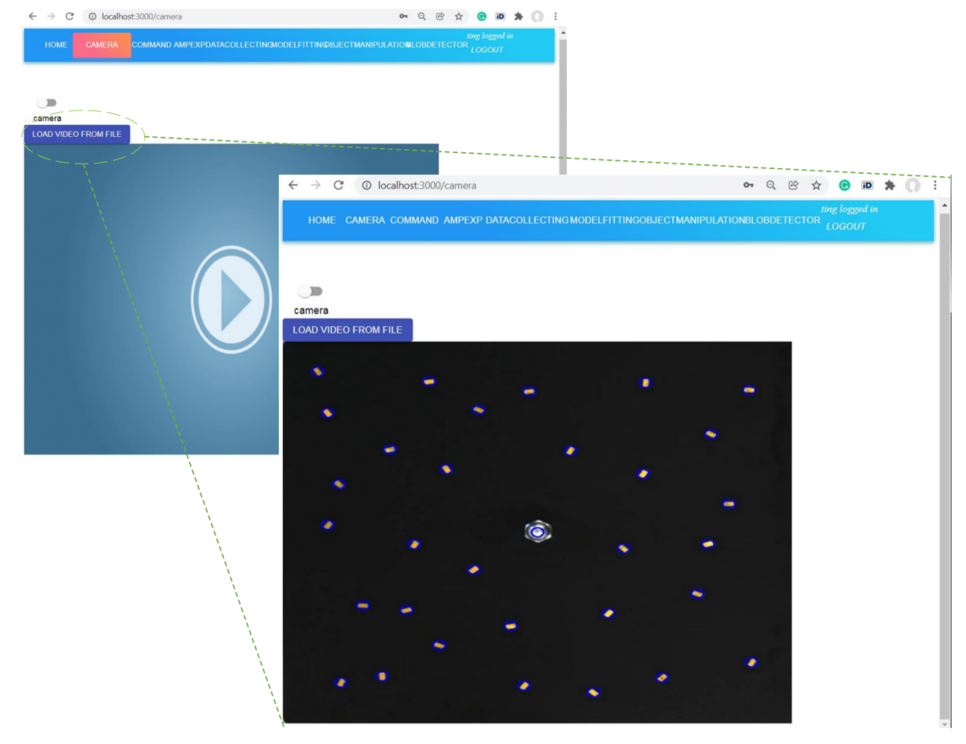 localhost:3000/camera
HOME CAMERA COMMAND AMPEXP DATACOLLECTING MODELFITTING OBJECTMANIPULATION BLOBDETECTOR
ting logged in
LOGOUT
camera
LOAD VIDEO FROM FILE
localhost:3000/camera
HOME CAMERA COMMAND AMPEXP DATACOLLECTING MODELFITTING OBJECTMANIPULATION BLOBDETECTOR
ting logged in
LOGOUT
camera
LOAD VIDEO FROM FILE